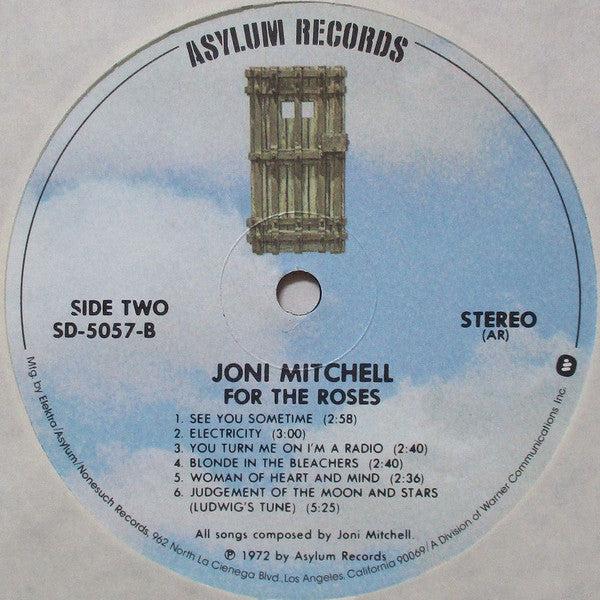 ASYLUM RECORDS
SIDE TWO
SD-5057-B
STEREO
(AR)
JONI MITCHELL
FOR THE ROSES
1. SEE YOU SOMETIME (2:58)
2. ELECTRICITY (3:00)
3. YOU TURN ME ON I'M A RADIO (2:40)
4. BLONDE IN THE BLEACHERS (2:40)
5. WOMAN OF HEART AND MIND (2:36)
6. JUDGEMENT OF THE MOON AND STARS
(LUDWIG'S TUNE) (5:25)
All songs composed by Joni Mitchell.
℗ 1972 by Asylum Records
Mfg. by Elektra/Asylum/Nonesuch Records, 962 North La Cienega Blvd., Los Angeles, California 90069/A Division of Warner Communications Inc.